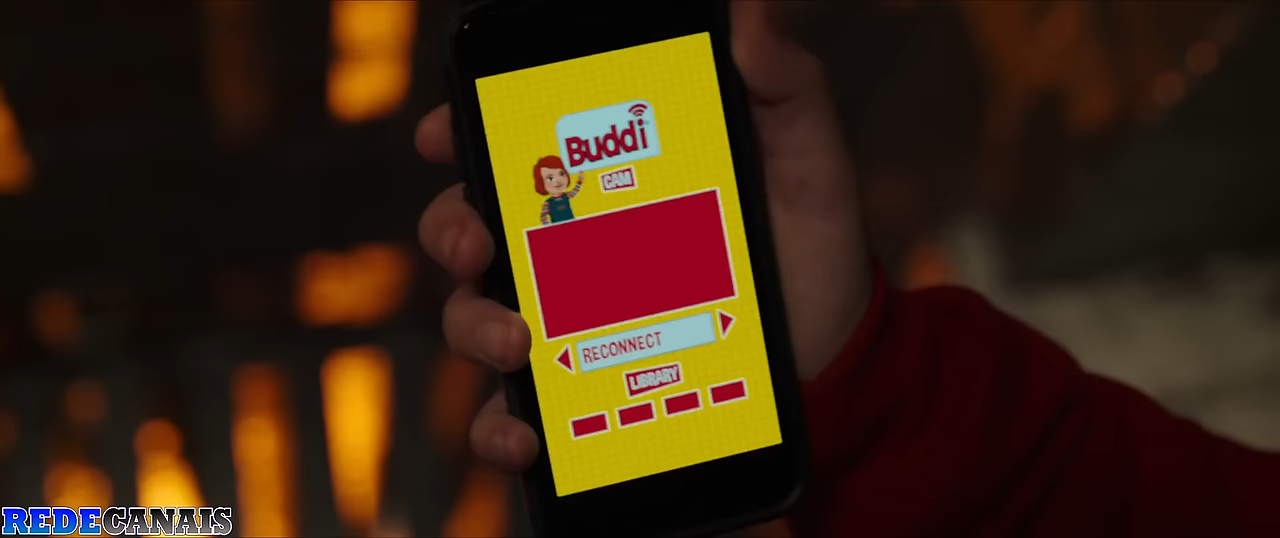 Buddi
CAM
RECONNECT
LIBRARY
REDECANAIS